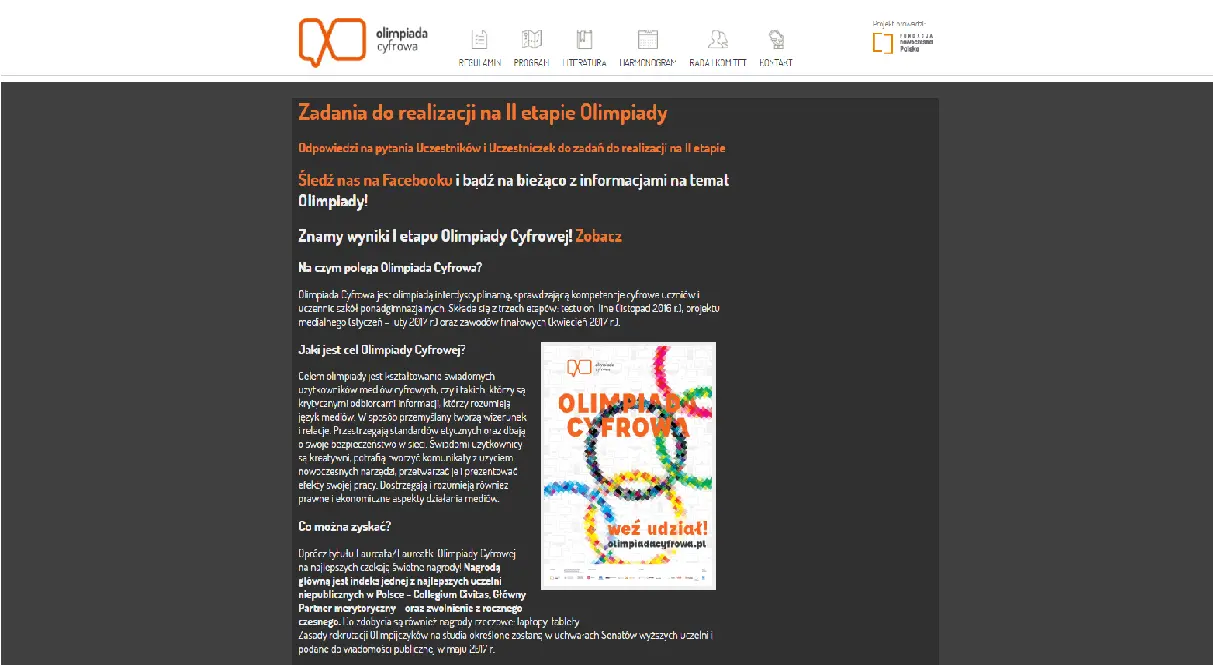 olimpiada
cyfrowa
Projekt prowadzi:
FUNDACJA
NOWOCZESNA
Polska
REGULAMIN PROGRAM LITERATURA HARMONOGRAM RADA I KOMITET KONTAKT
Zadania do realizacji na II etapie Olimpiady
Odpowiedzi na pytania Uczestników i Uczestniczek do zadań do realizacji na II etapie
Śledź nas na Facebooku i bądź na bieżąco z informacjami na temat
Olimpiady!
Znamy wyniki I etapu Olimpiady Cyfrowej! Zobacz
Na czym polega Olimpiada Cyfrowa?
Olimpiada Cyfrowa jest olimpiadą interdyscyplinarną, sprawdzającą kompetencje cyfrowe uczniów i
uczennic szkół ponadgimnazjalnych. Składa się z trzech etapów: testu on-line (listopad 2016 r.), projektu
medialnego (styczeń – luty 2017 r.) oraz zawodów finałowych (kwiecień 2017 r.).
Jaki jest cel Olimpiady Cyfrowej?
Celem olimpiady jest kształtowanie świadomych
użytkowników mediów cyfrowych, czyli takich, którzy są
krytycznymi odbiorcami informacji, którzy rozumieją
język mediów. W sposób przemyślany tworzą wizerunek
i relacje. Przestrzegają standardów etycznych oraz dbają
o swoje bezpieczeństwo w sieci. Świadomi użytkownicy
są kreatywni, potrafią tworzyć komunikaty z użyciem
nowoczesnych narzędzi, przetwarzać je i prezentować
efekty swojej pracy. Dostrzegają i rozumieją również
prawne i ekonomiczne aspekty działania mediów.
olimpiada
cyfrowa
OLIMPIADA
CYFROWA
weź udział!
olimpiadacyfrowa.pl
Co można zyskać?
Oprócz tytułu Laureata/Laureatki Olimpiady Cyfrowej
na najlepszych czekają świetne nagrody! Nagrodą
główną jest indeks jednej z najlepszych uczelni
niepublicznych w Polsce – Collegium Civitas, Główny
Partner merytoryczny – oraz zwolnienie z rocznego
czesnego. Do zdobycia są również nagrody rzeczowe: laptopy, tablety.
Zasady rekrutacji Olimpijczyków na studia określone zostaną w uchwałach Senatów wyższych uczelni i
podane do wiadomości publicznej w maju 2017 r.